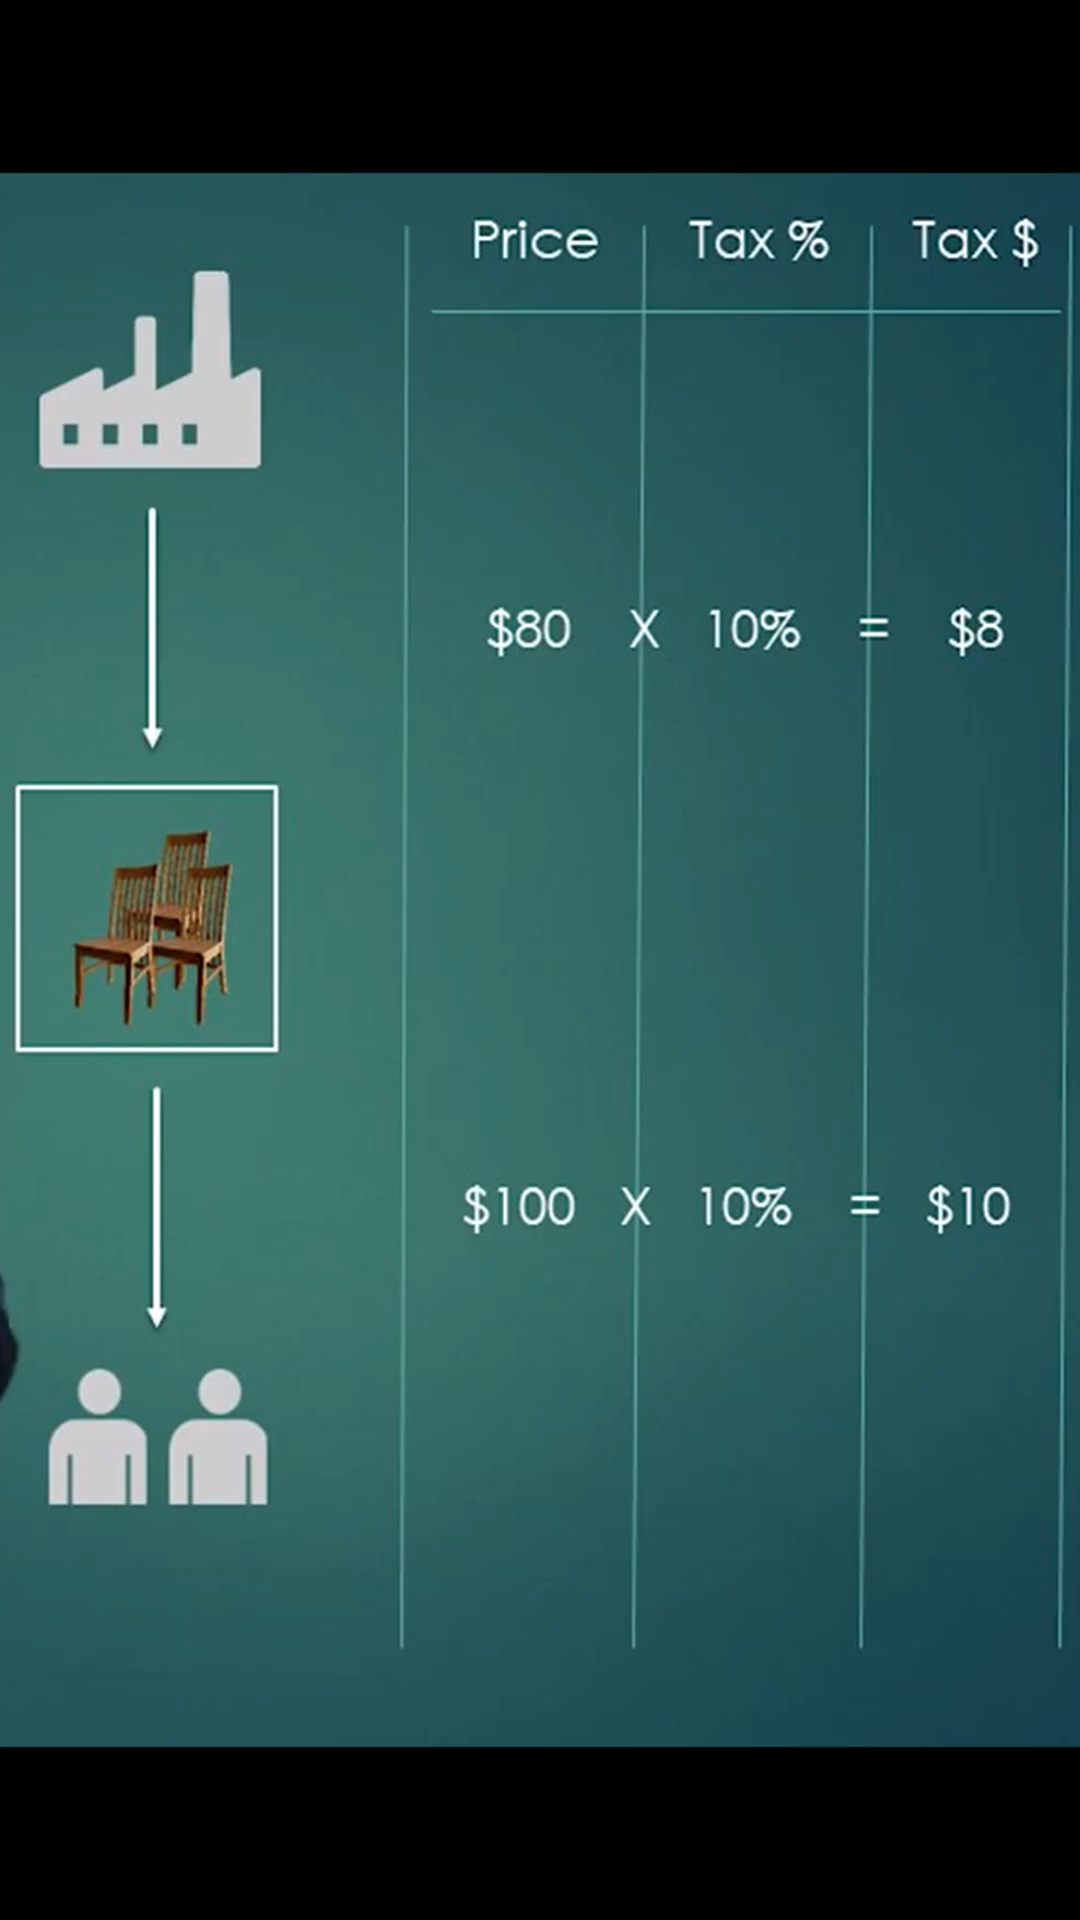 Price Tax % Tax $
$80 X 10% = $8
$100 X 10% = $10